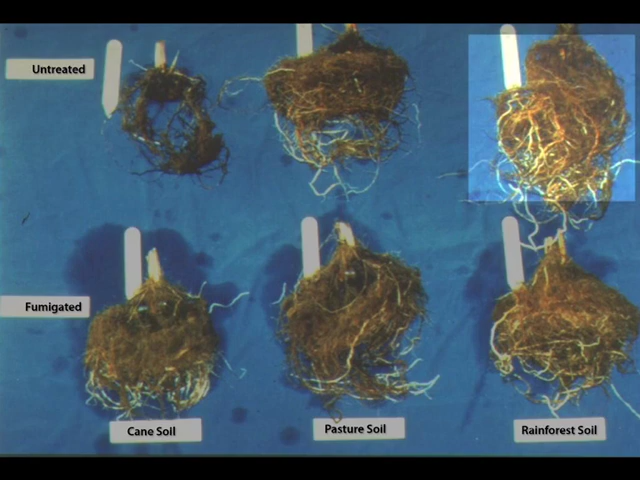 Untreated
Fumigated
Cane Soil
Pasture Soil
Rainforest Soil